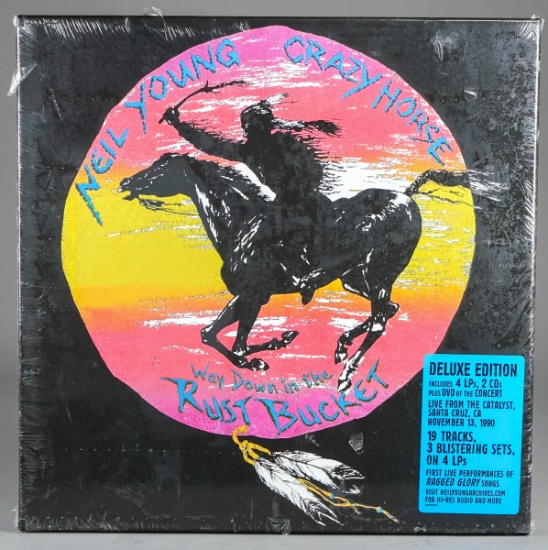 NEIL YOUNG
CRAZY HORSE
Way Down in the
RUST BUCKET
DELUXE EDITION
INCLUDES 4 LPs, 2 CDs
PLUS DVD OF THE CONCERT
LIVE FROM THE CATALYST,
SANTA CRUZ, CA
NOVEMBER 13, 1990
19 TRACKS,
3 BLISTERING SETS,
ON 4 LPs
FIRST LIVE PERFORMANCES OF
RAGGED GLORY SONGS
VISIT NEILYOUNGARCHIVES.COM
FOR HI-RES AUDIO AND MORE